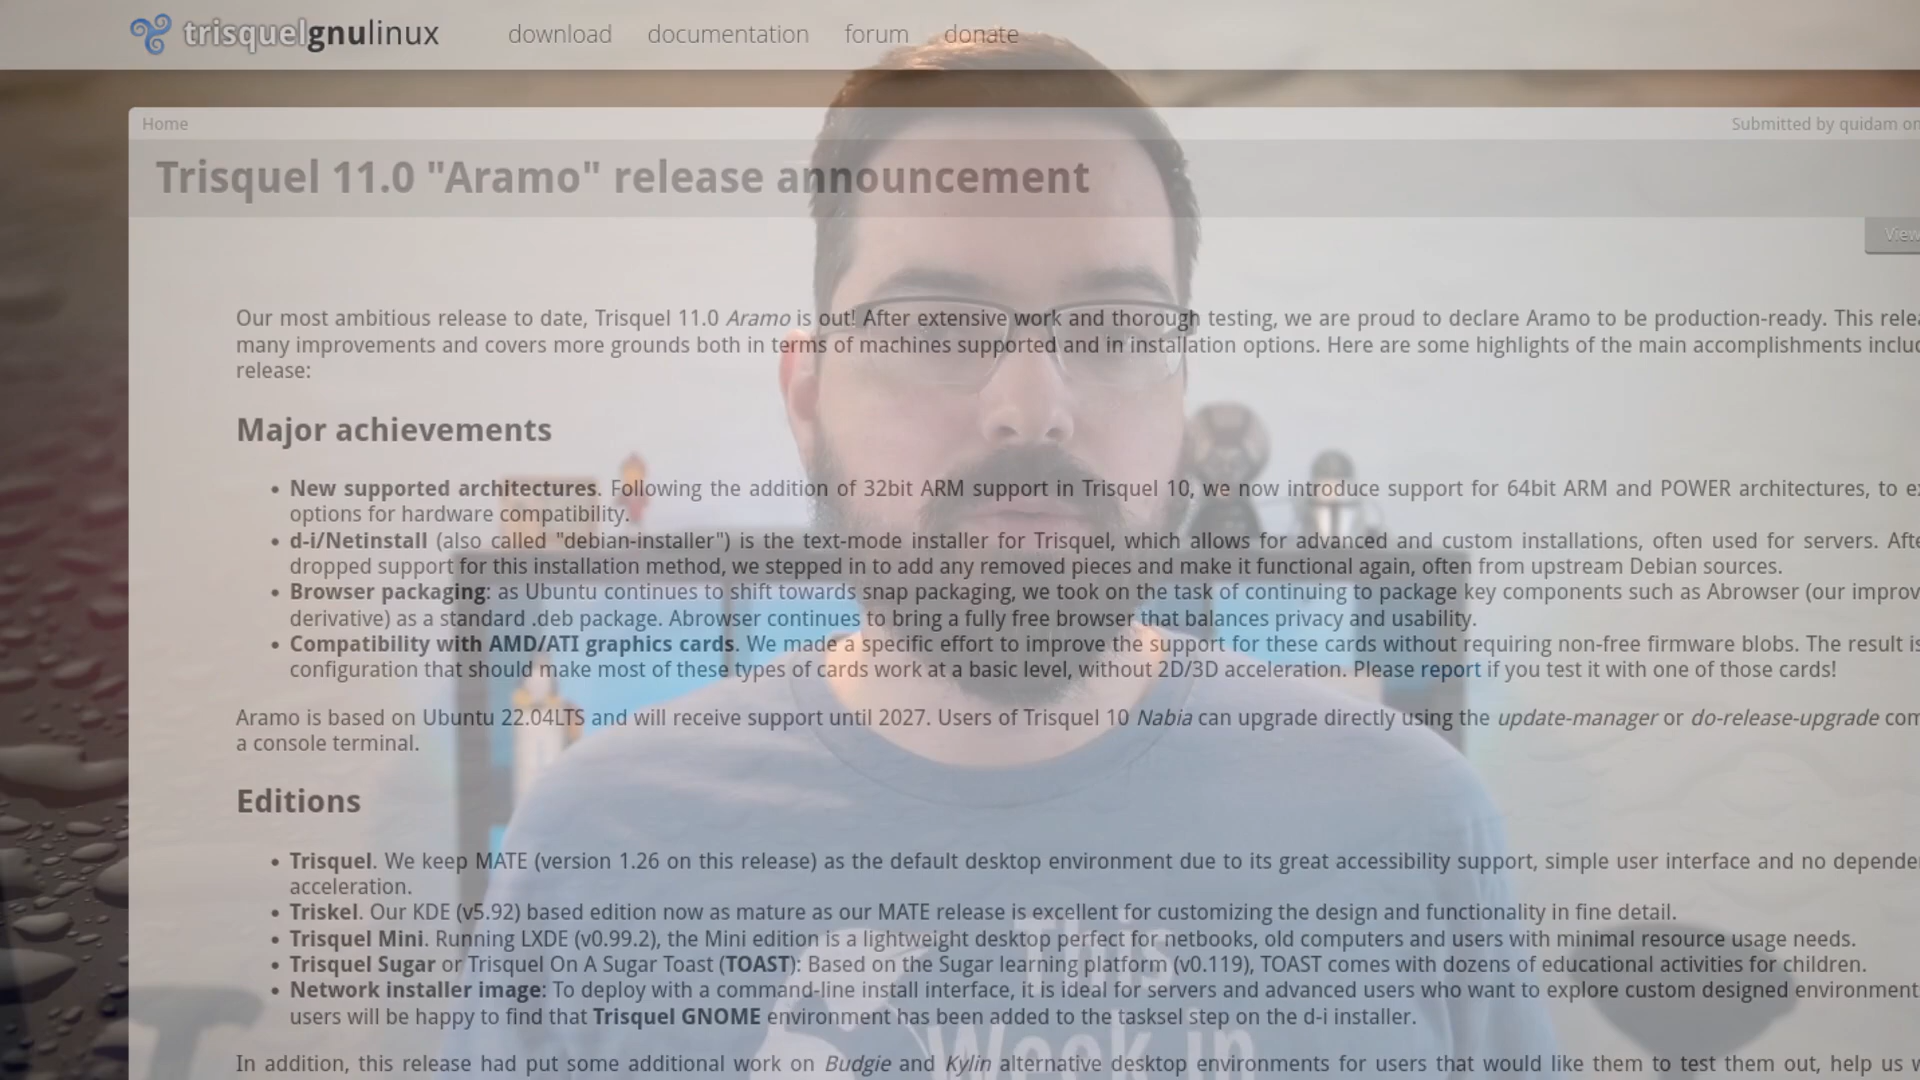 trisquelgnulinux download documentation forum donate
Home
Submitted by quidam on
Trisquel 11.0 "Aramo" release announcement
View
Our most ambitious release to date, Trisquel 11.0 Aramo is out! After extensive work and thorough testing, we are proud to declare Aramo to be production-ready. This
many improvements and covers more grounds both in terms of machines supported and in installation options. Here are some highlights of the main accomplishments
release:
Major achievements
• New supported architectures. Following the addition of 32bit ARM support in Trisquel 10, we now introduce support for 64bit ARM and POWER architectures, to
options for hardware compatibility.
• d-i/Netinstall (also called "debian-installer") is the text-mode installer for Trisquel, which allows for advanced and custom installations, often used for servers.
dropped support for this installation method, we stepped in to add any removed pieces and make it functional again, often from upstream Debian sources.
• Browser packaging: as Ubuntu continues to shift towards snap packaging, we took on the task of continuing to package key components such as Abrowser (our
derivative) as a standard .deb package. Abrowser continues to bring a fully free browser that balances privacy and usability.
• Compatibility with AMD/ATI graphics cards. We made a specific effort to improve the support for these cards without requiring non-free firmware blobs. The result is
configuration that should make most of these types of cards work at a basic level, without 2D/3D acceleration. Please report if you test it with one of those cards!
Aramo is based on Ubuntu 22.04LTS and will receive support until 2027. Users of Trisquel 10 Nabia can upgrade directly using the update-manager or do-release-upgrade
a console terminal.
Editions
• Trisquel. We keep MATE (version 1.26 on this release) as the default desktop environment due to its great accessibility support, simple user interface and no
acceleration.
• Triskel. Our KDE (v5.92) based edition now as mature as our MATE release is excellent for customizing the design and functionality in fine detail.
• Trisquel Mini. Running LXDE (v0.99.2), the Mini edition is a lightweight desktop perfect for netbooks, old computers and users with minimal resource usage needs.
• Trisquel Sugar or Trisquel On A Sugar Toast (TOAST): Based on the Sugar learning platform (v0.119), TOAST comes with dozens of educational activities for children.
• Network installer image: To deploy with a command-line install interface, it is ideal for servers and advanced users who want to explore custom designed
users will be happy to find that Trisquel GNOME environment has been added to the tasksel step on the d-i installer.
In addition, this release had put some additional work on Budgie and Kylin alternative desktop environments for users that would like them to test them out, help us
This
Week in